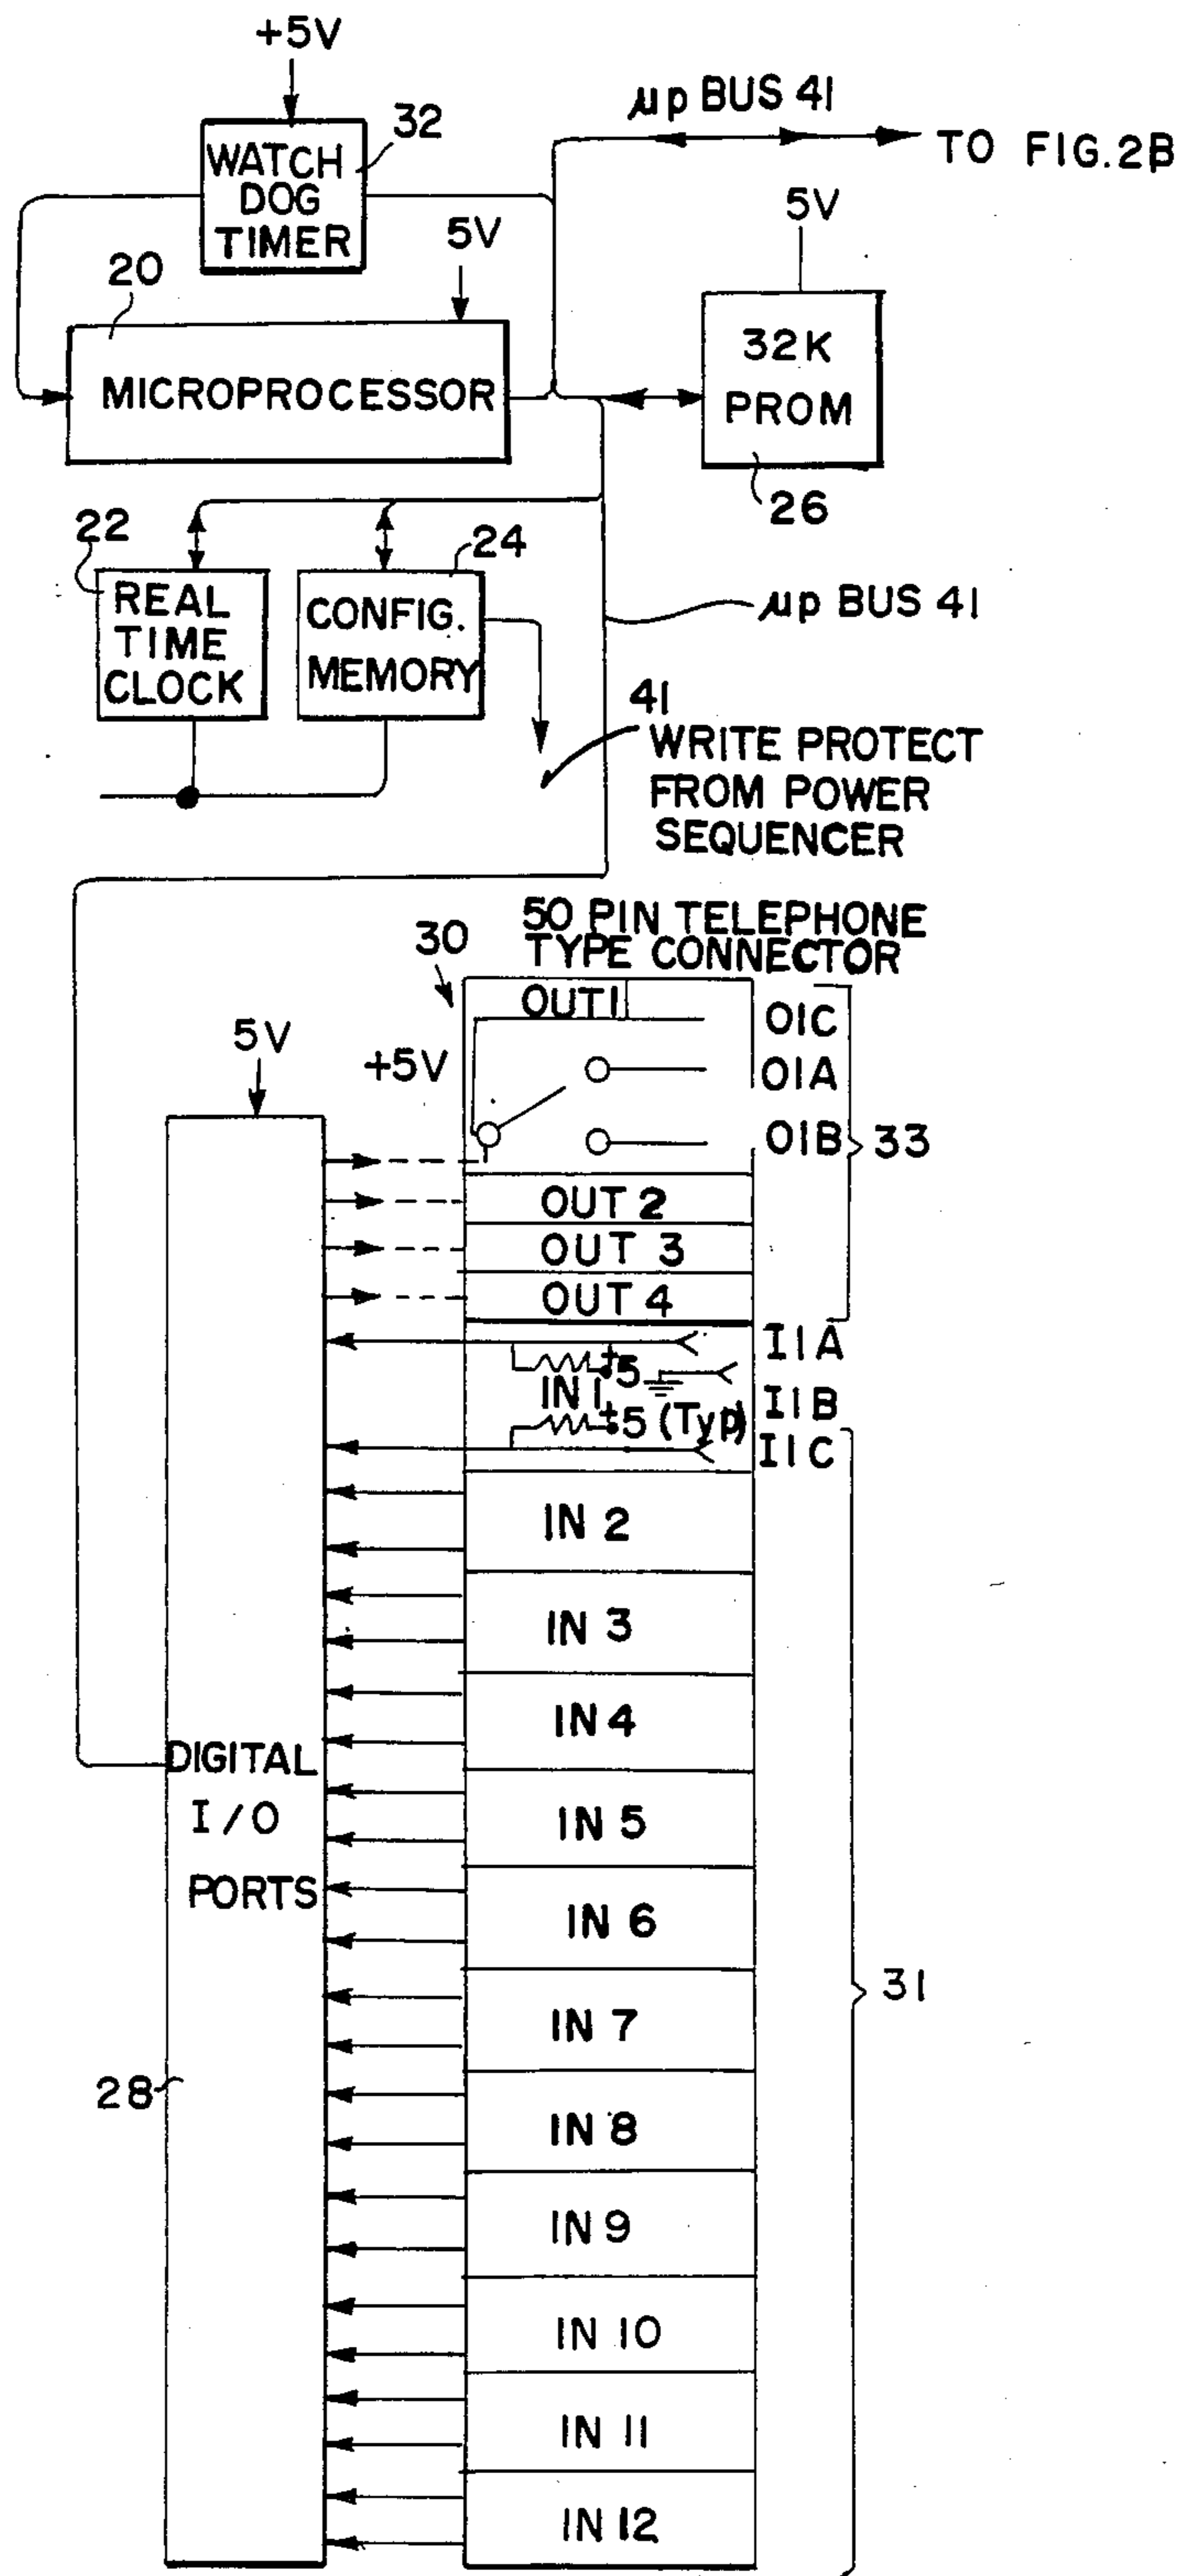 +5V
WATCH
DOG
TIMER
32
µp BUS 41
TO FIG.2B
5V
5V
20
MICROPROCESSOR
32K
PROM
26
22
REAL
TIME
CLOCK
24
CONFIG.
MEMORY
µp BUS 41
41
WRITE PROTECT
FROM POWER
SEQUENCER
50 PIN TELEPHONE
TYPE CONNECTOR
30
OUT1
O1C
5V
+5V
O1A
O1B
33
OUT 2
OUT 3
OUT 4
I1A
+5
IN 1
I1B
+5 (Typ)
I1C
IN 2
IN 3
IN 4
DIGITAL
I/O
PORTS
IN 5
IN 6
31
IN 7
28
IN 8
IN 9
IN 10
IN 11
IN 12